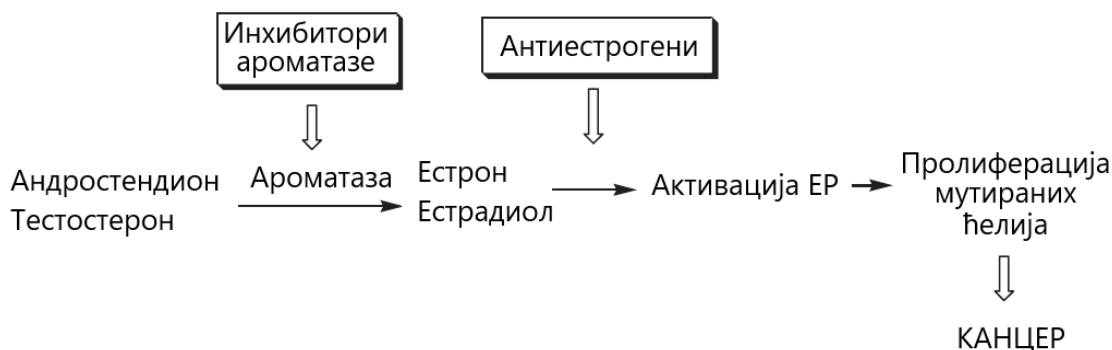 Инхибитори
ароматазе
Антиестрогени
Андростендион
Тестостерон
Ароматаза
Естрон
Естрадиол
Активација ЕР
Пролиферација
мутираних
ћелија
КАНЦЕР